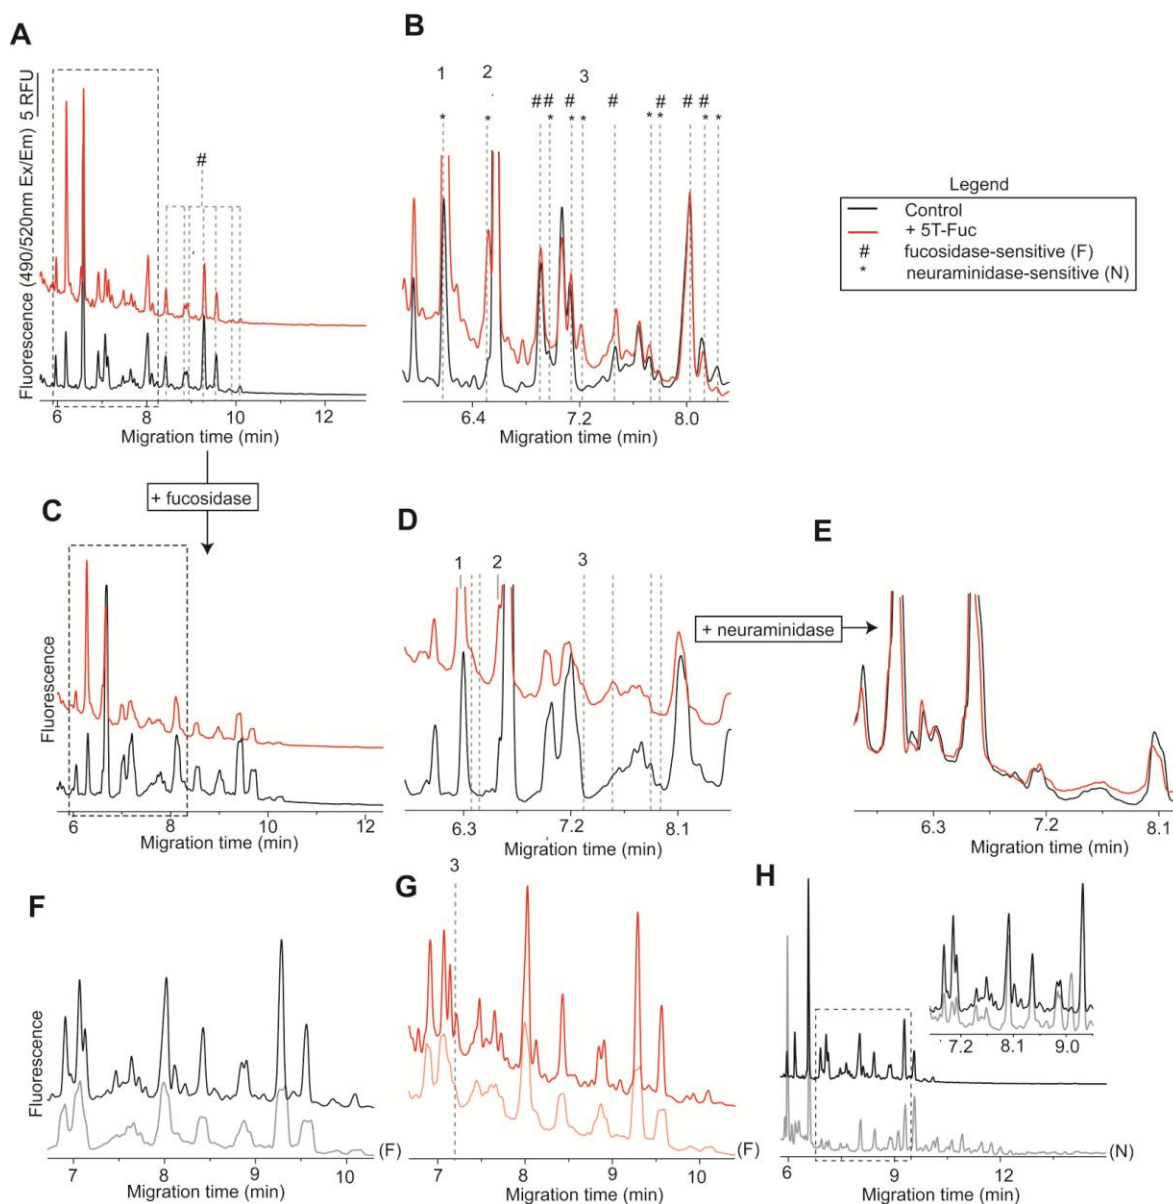 A
B
Fluorescence (490/520nm Ex/Em) 5 RFU
#
6 8 10 12
Migration time (min)
1 2 3
# # # # # # #
* * * * * * * *
6.4 7.2 8.0
Migration time (min)
Legend
Control
+ 5T-Fuc
# fucosidase-sensitive (F)
* neuraminidase-sensitive (N)
+ fucosidase
C
D
E
Fluorescence
6 8 10 12
Migration time (min)
1 2 3
6.3 7.2 8.1
Migration time (min)
+ neuraminidase
6.3 7.2 8.1
Migration time (min)
F
G
H
Fluorescence
(F)
7 8 9 10
Migration time (min)
3
(F)
7 8 9 10
Migration time (min)
7.2 8.1 9.0
(N)
6 9 12
Migration time (min)